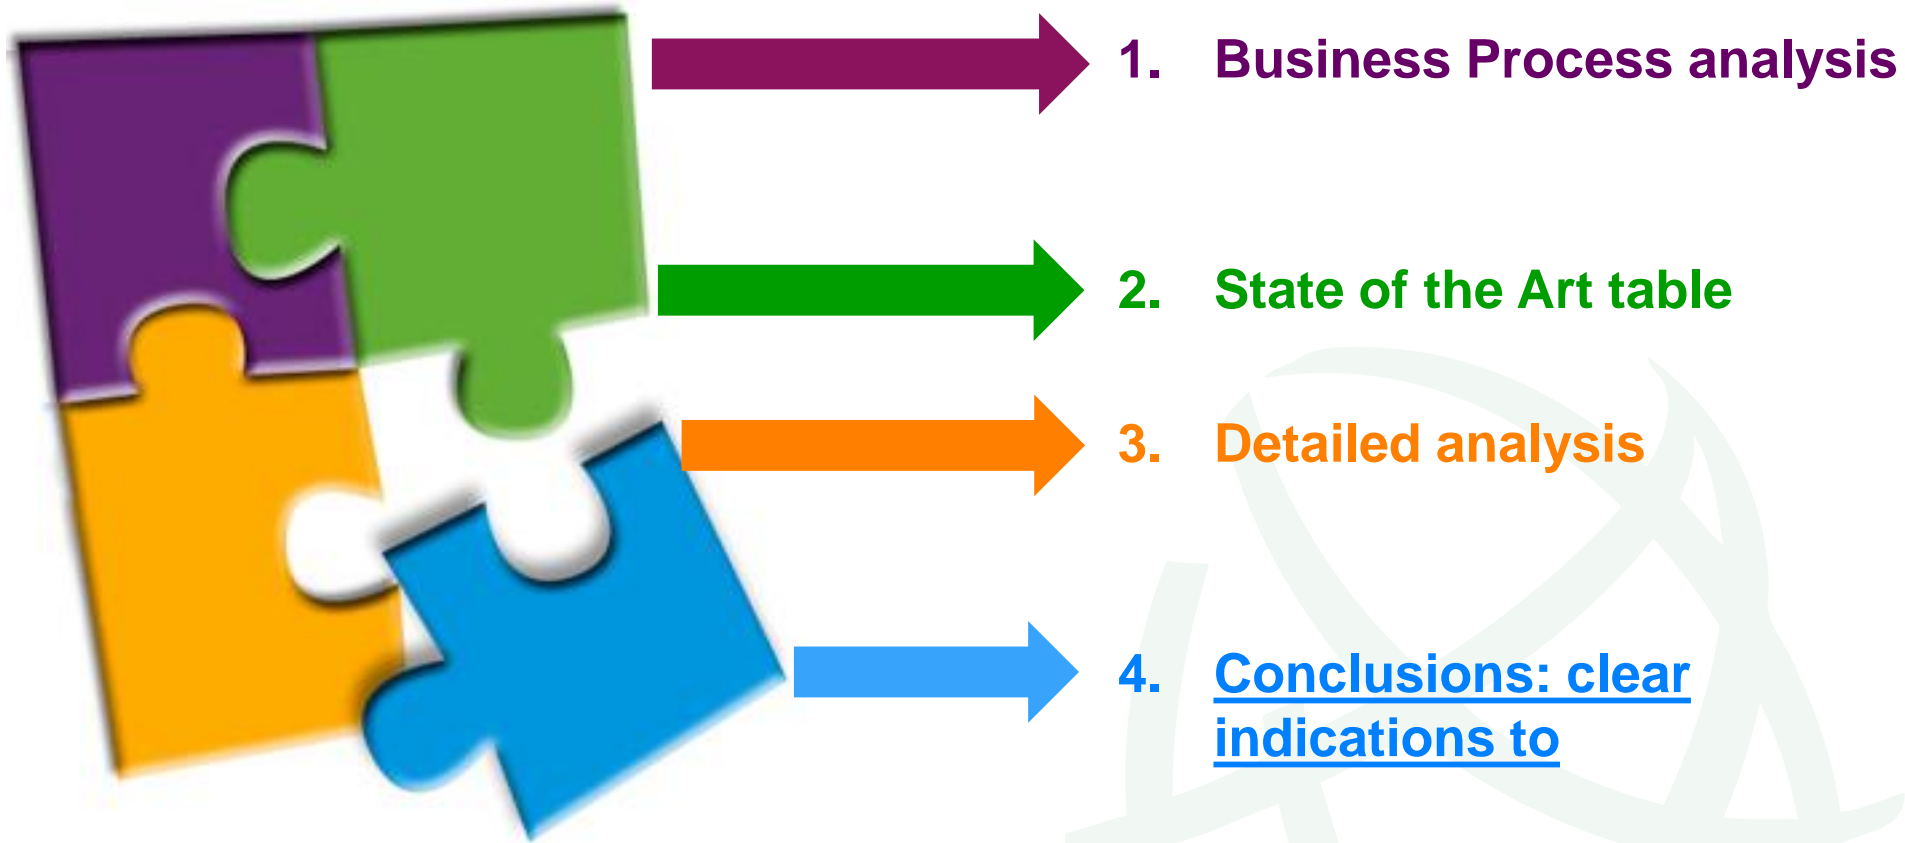 1. Business Process analysis
2. State of the Art table
3. Detailed analysis
4. Conclusions: clear
indications to